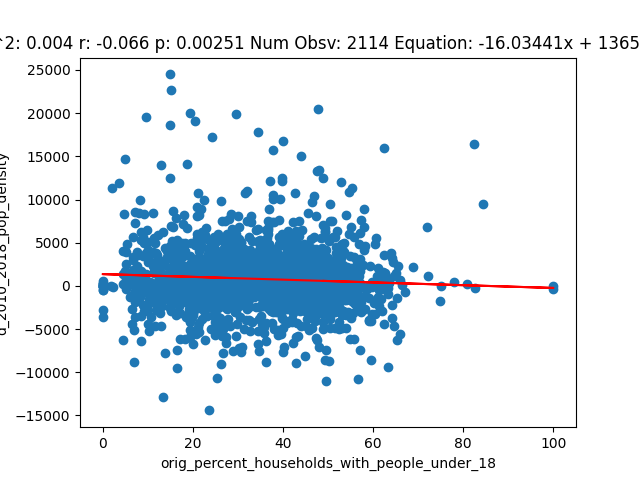 ^2: 0.004 r: -0.066 p: 0.00251 Num Obsv: 2114 Equation: -16.03441x + 1365
25000
20000
15000
10000
5000
0
−5000
−10000
−15000
d_2010_2018_pop_density
0 20 40 60 80 100
orig_percent_households_with_people_under_18